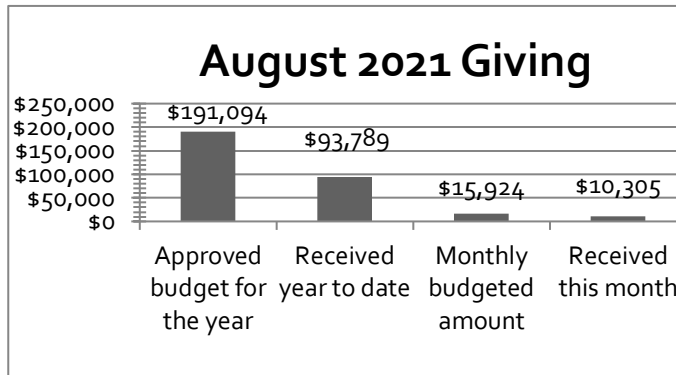 August 2021 Giving
$250,000
$200,000
$150,000
$100,000
$50,000
$0
$191,094
$93,789
$15,924
$10,305
Approved
budget for
the year
Received
year to date
Monthly
budgeted
amount
Received
this month